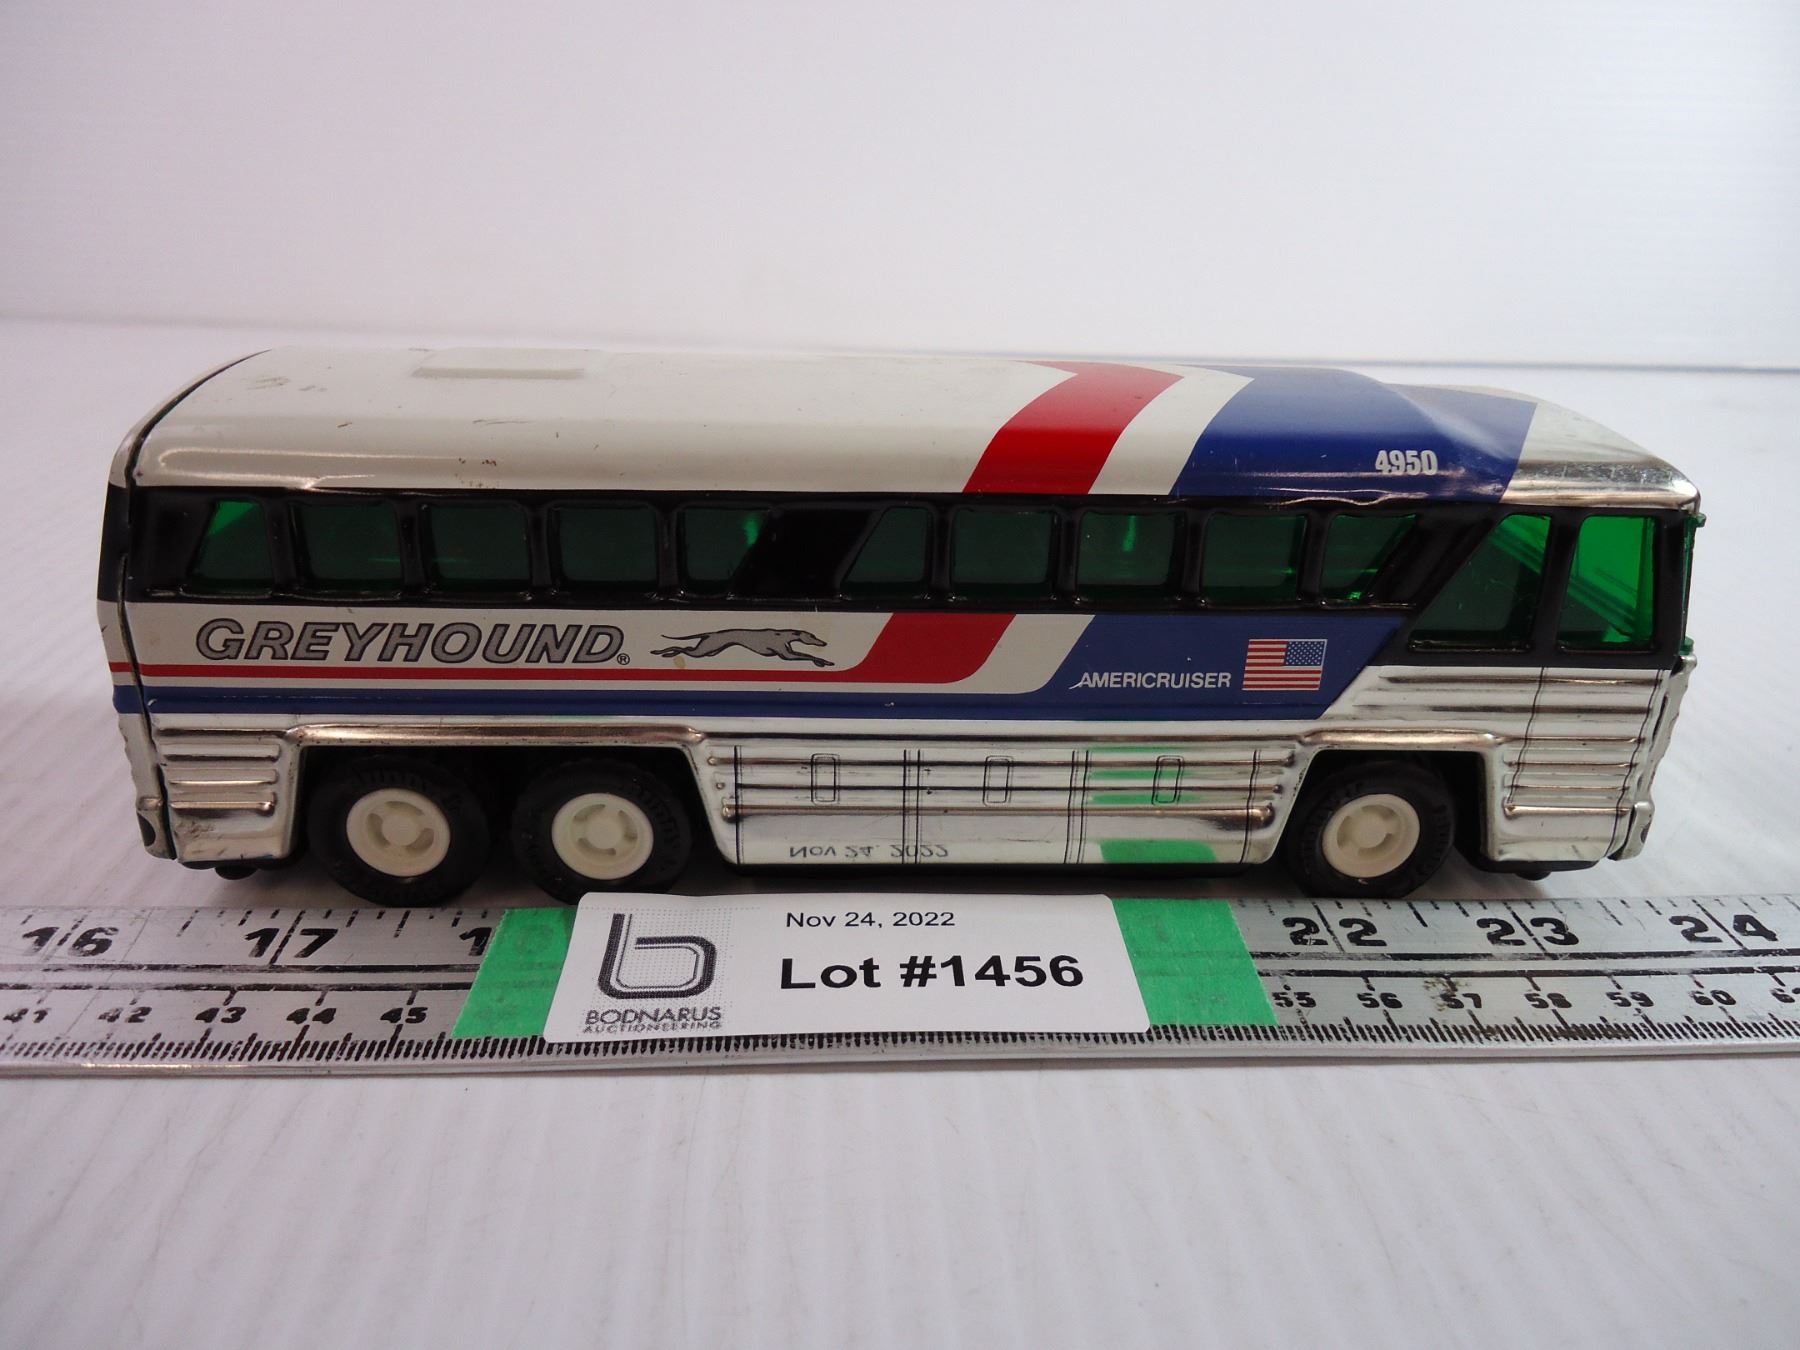 4950
GREYHOUND®
AMERICRUISER
Nov 24, 2022
16 17 1 22 23 24
Nov 24, 2022
Lot #1456
BODNARUS
AUCTIONEERING
41 42 43 44 45 55 56 57 58 59 60